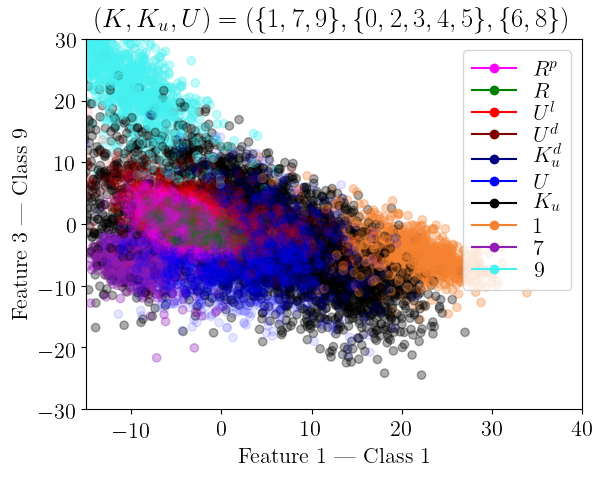 (K, K_u, U) = ({1, 7, 9}, {0, 2, 3, 4, 5}, {6, 8})
30
20
10
0
−10
−20
−30
Feature 3 — Class 9
R^p
R
U^l
U^d
K_u^d
U
K_u
1
7
9
−10 0 10 20 30 40
Feature 1 — Class 1